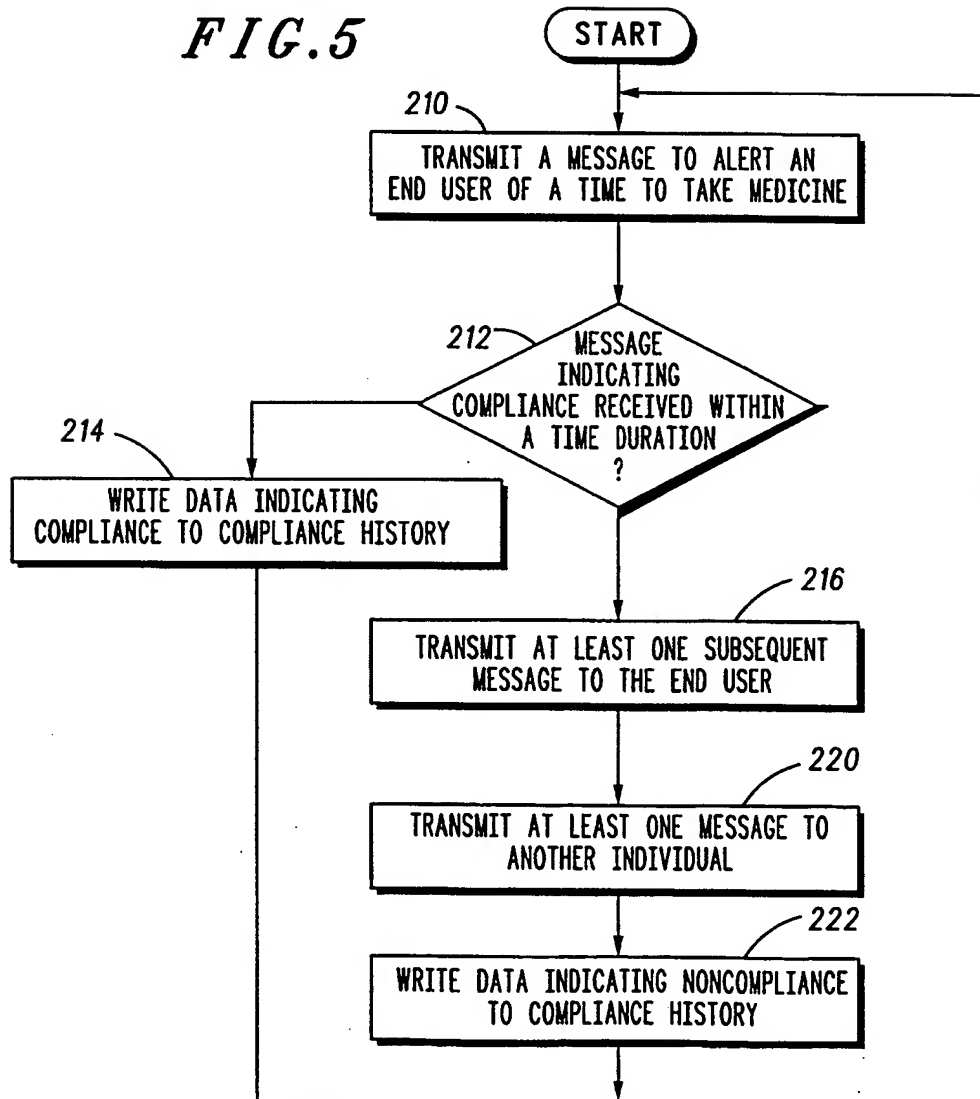 FIG.5
START
210
TRANSMIT A MESSAGE TO ALERT AN
END USER OF A TIME TO TAKE MEDICINE
212
MESSAGE
INDICATING
COMPLIANCE RECEIVED WITHIN
A TIME DURATION
?
214
WRITE DATA INDICATING
COMPLIANCE TO COMPLIANCE HISTORY
216
TRANSMIT AT LEAST ONE SUBSEQUENT
MESSAGE TO THE END USER
220
TRANSMIT AT LEAST ONE MESSAGE TO
ANOTHER INDIVIDUAL
222
WRITE DATA INDICATING NONCOMPLIANCE
TO COMPLIANCE HISTORY